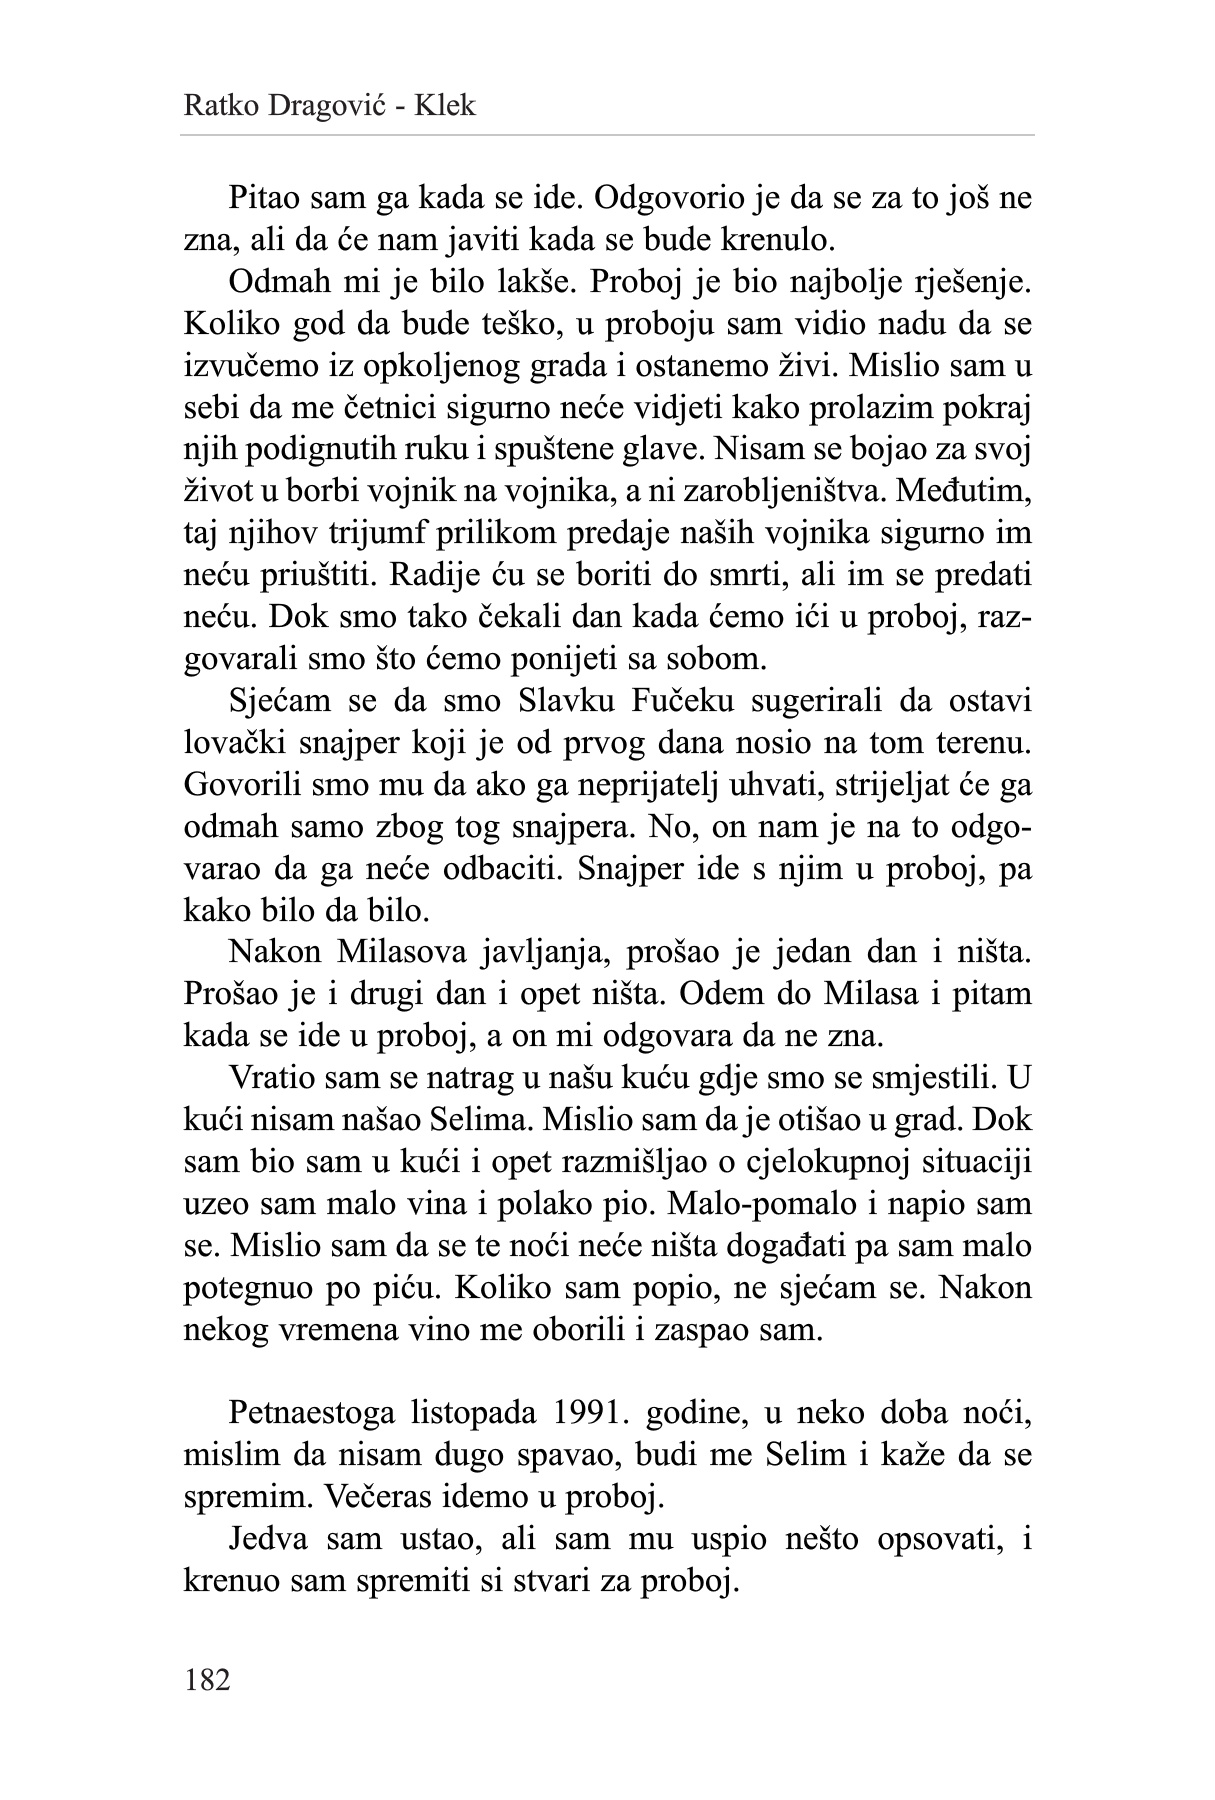 Ratko Dragović - Klek
Pitao sam ga kada se ide. Odgovorio je da se za to još ne
zna, ali da će nam javiti kada se bude krenulo.
Odmah mi je bilo lakše. Proboj je bio najbolje rješenje.
Koliko god da bude teško, u proboju sam vidio nadu da se
izvučemo iz opkoljenog grada i ostanemo živi. Mislio sam u
sebi da me četnici sigurno neće vidjeti kako prolazim pokraj
njih podignutih ruku i spuštene glave. Nisam se bojao za svoj
život u borbi vojnik na vojnika, a ni zarobljeništva. Međutim,
taj njihov trijumf prilikom predaje naših vojnika sigurno im
neću priuštiti. Radije ću se boriti do smrti, ali im se predati
neću. Dok smo tako čekali dan kada ćemo ići u proboj, raz-
govarali smo što ćemo ponijeti sa sobom.
Sjećam se da smo Slavku Fučeku sugerirali da ostavi
lovački snajper koji je od prvog dana nosio na tom terenu.
Govorili smo mu da ako ga neprijatelj uhvati, strijeljat će ga
odmah samo zbog tog snajpera. No, on nam je na to odgo-
varao da ga neće odbaciti. Snajper ide s njim u proboj, pa
kako bilo da bilo.
Nakon Milasova javljanja, prošao je jedan dan i ništa.
Prošao je i drugi dan i opet ništa. Odem do Milasa i pitam
kada se ide u proboj, a on mi odgovara da ne zna.
Vratio sam se natrag u našu kuću gdje smo se smjestili. U
kući nisam našao Selima. Mislio sam da je otišao u grad. Dok
sam bio sam u kući i opet razmišljao o cjelokupnoj situaciji
uzeo sam malo vina i polako pio. Malo-pomalo i napio sam
se. Mislio sam da se te noći neće ništa događati pa sam malo
potegnuo po piću. Koliko sam popio, ne sjećam se. Nakon
nekog vremena vino me oborili i zaspao sam.
Petnaestoga listopada 1991. godine, u neko doba noći,
mislim da nisam dugo spavao, budi me Selim i kaže da se
spremim. Večeras idemo u proboj.
Jedva sam ustao, ali sam mu uspio nešto opsovati, i
krenuo sam spremiti si stvari za proboj.
182